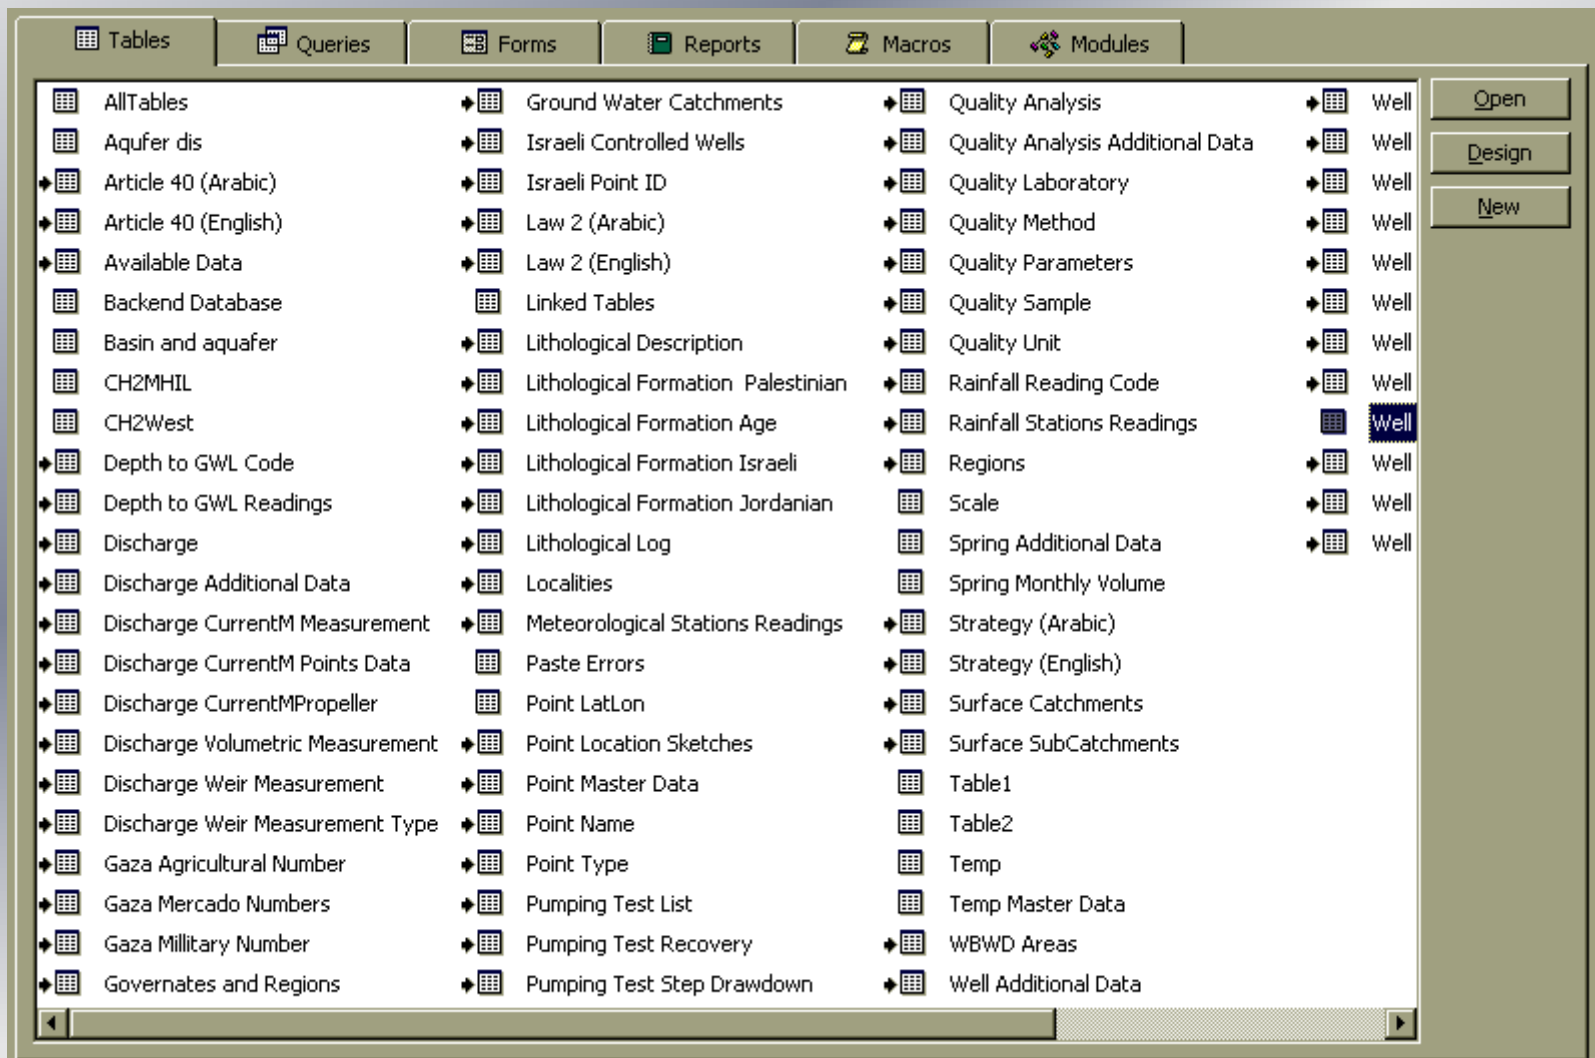 Tables Queries Forms Reports Macros Modules
AllTables
Aqufer dis
Article 40 (Arabic)
Article 40 (English)
Available Data
Backend Database
Basin and aquafer
CH2MHIL
CH2West
Depth to GWL Code
Depth to GWL Readings
Discharge
Discharge Additional Data
Discharge CurrentM Measurement
Discharge CurrentM Points Data
Discharge CurrentMPropeller
Discharge Volumetric Measurement
Discharge Weir Measurement
Discharge Weir Measurement Type
Gaza Agricultural Number
Gaza Mercado Numbers
Gaza Millitary Number
Governates and Regions
Ground Water Catchments
Israeli Controlled Wells
Israeli Point ID
Law 2 (Arabic)
Law 2 (English)
Linked Tables
Lithological Description
Lithological Formation  Palestinian
Lithological Formation Age
Lithological Formation Israeli
Lithological Formation Jordanian
Lithological Log
Localities
Meteorological Stations Readings
Paste Errors
Point LatLon
Point Location Sketches
Point Master Data
Point Name
Point Type
Pumping Test List
Pumping Test Recovery
Pumping Test Step Drawdown
Quality Analysis
Quality Analysis Additional Data
Quality Laboratory
Quality Method
Quality Parameters
Quality Sample
Quality Unit
Rainfall Reading Code
Rainfall Stations Readings
Regions
Scale
Spring Additional Data
Spring Monthly Volume
Strategy (Arabic)
Strategy (English)
Surface Catchments
Surface SubCatchments
Table1
Table2
Temp
Temp Master Data
WBWD Areas
Well Additional Data
Well
Well
Well
Well
Well
Well
Well
Well
Well
Well
Well
Well
Open
Design
New